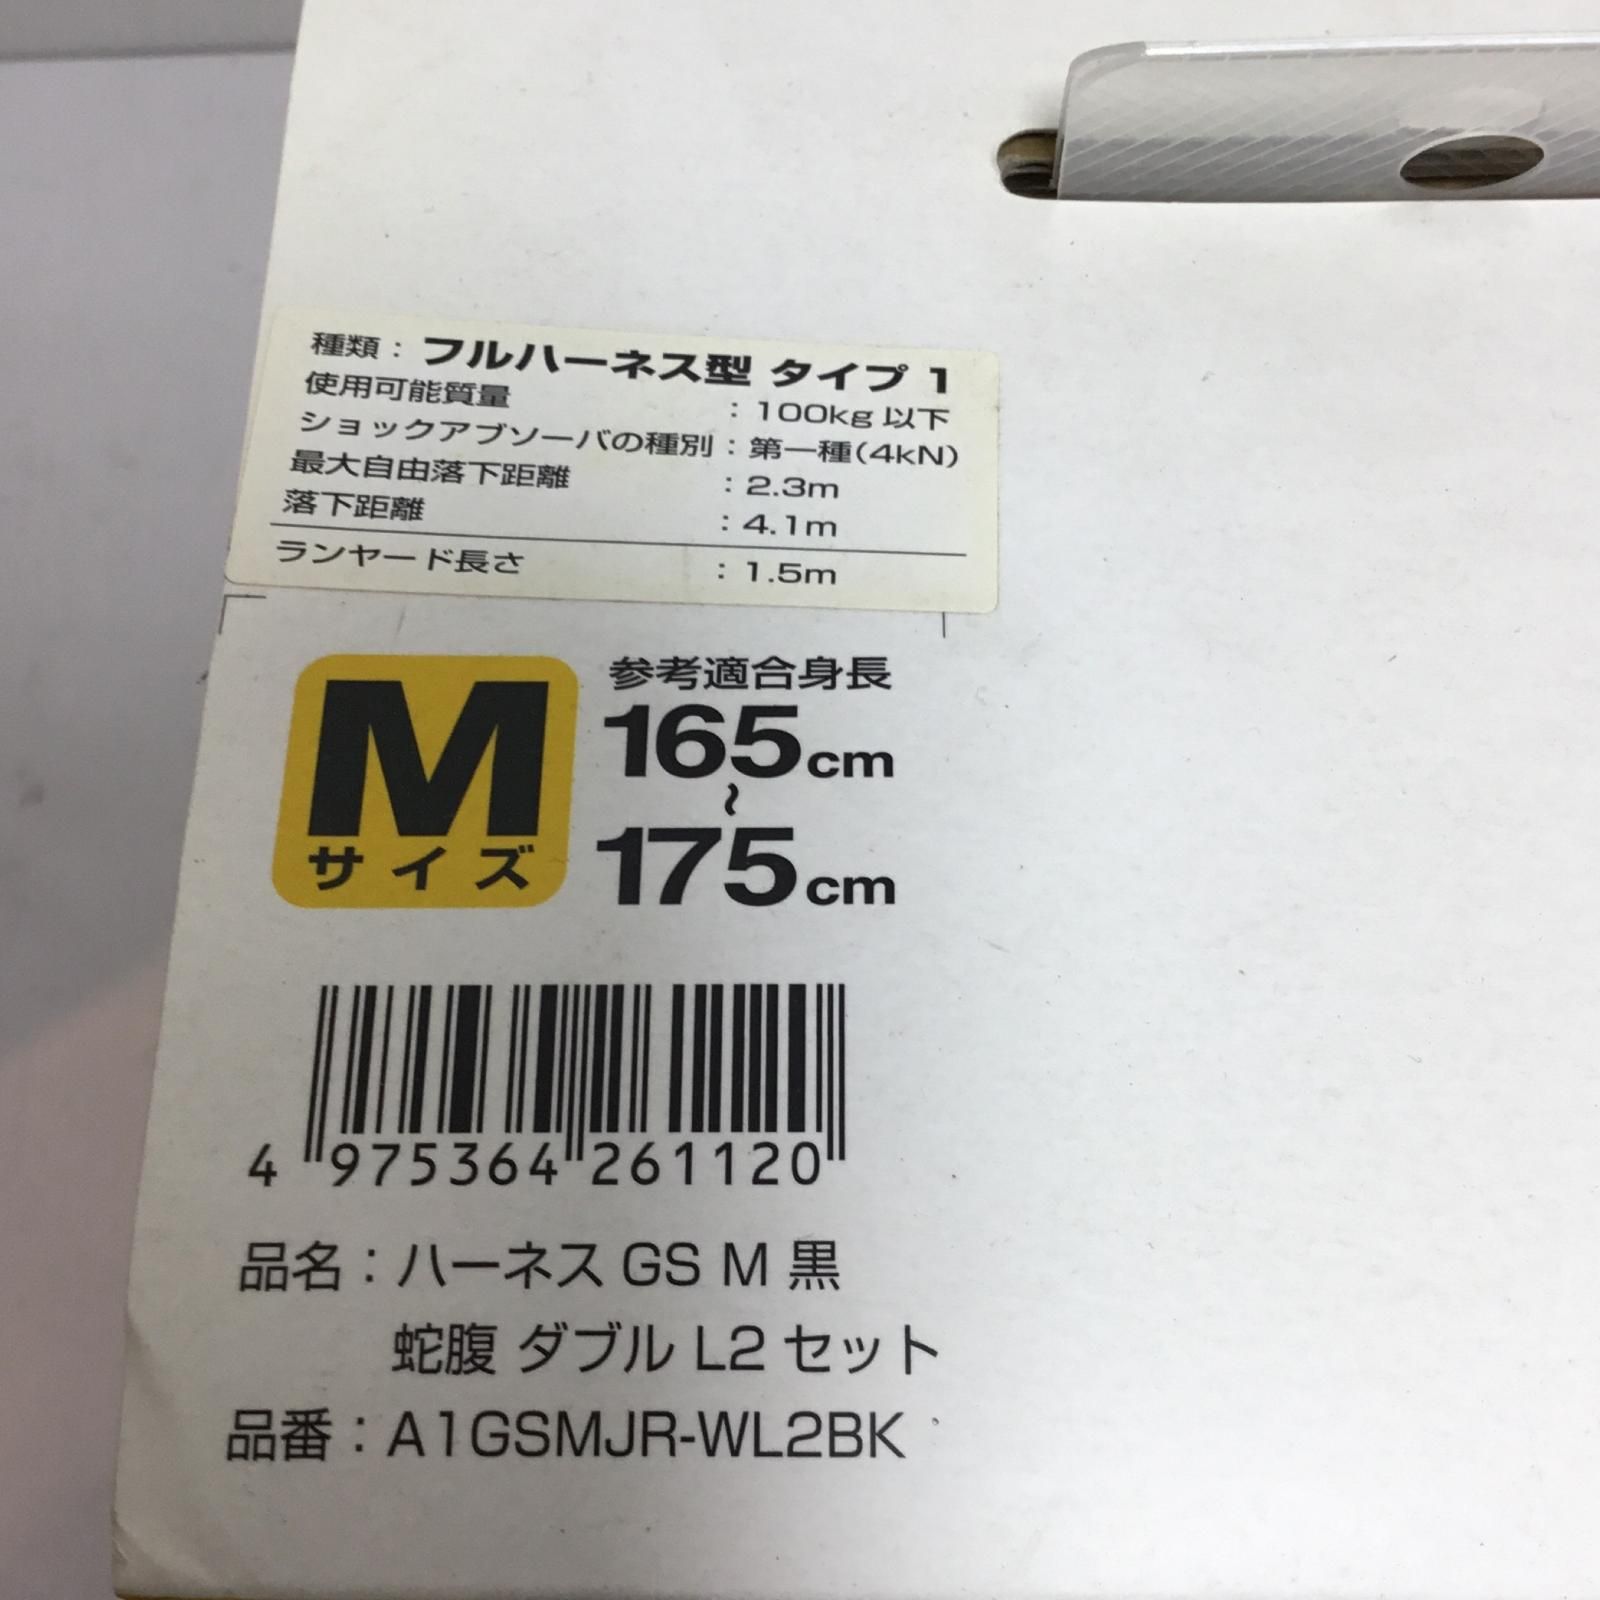 種類：フルハーネス型 タイプ 1
使用可能質量：100kg 以下
ショックアブソーバの種別：第一種(4kN)
最大自由落下距離：2.3m
落下距離：4.1m
ランヤード長さ：1.5m
M
サイズ
参考適合身長
165cm
~
175cm
4 975364 261120
品名：ハーネス GS M 黒
蛇腹 ダブル L2 セット
品番：A1GSMJR-WL2BK